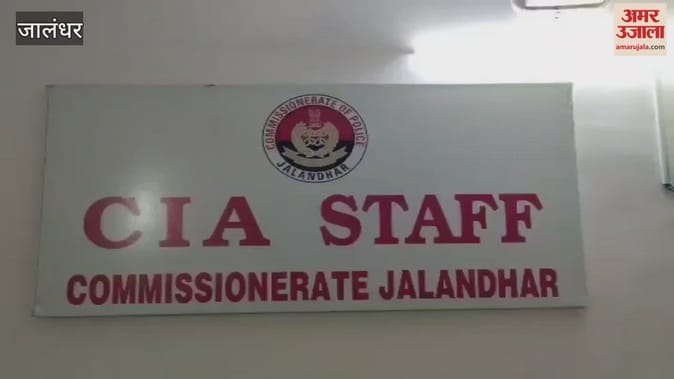 जालंधर
अमर उजाला
amarujala.com
COMMISSIONERATE OF POLICE
JALANDHAR
CIA STAFF
COMMISSIONERATE JALANDHAR